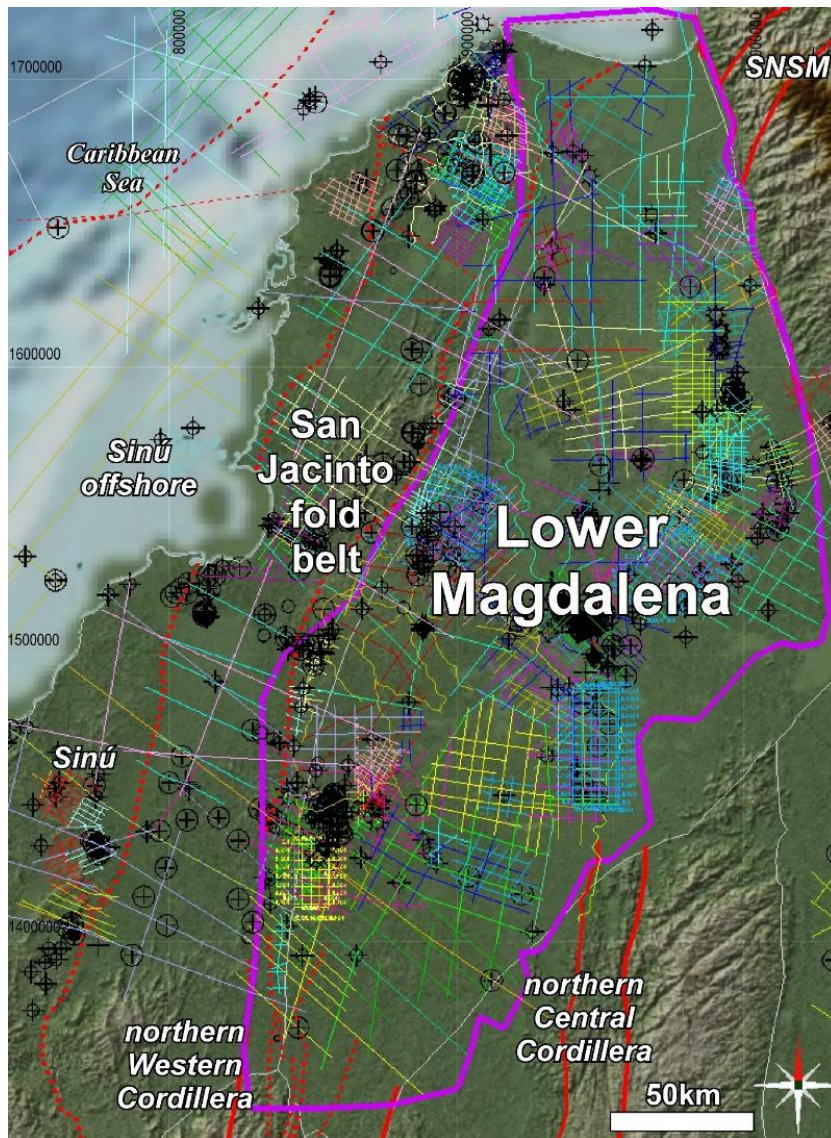 800000
900000
1700000
SNSM
Caribbean
Sea
1600000
San
Jacinto
fold
belt
Sinú
offshore
Lower
Magdalena
1500000
Sinú
1400000
northern
Central
Cordillera
northern
Western
Cordillera
50km